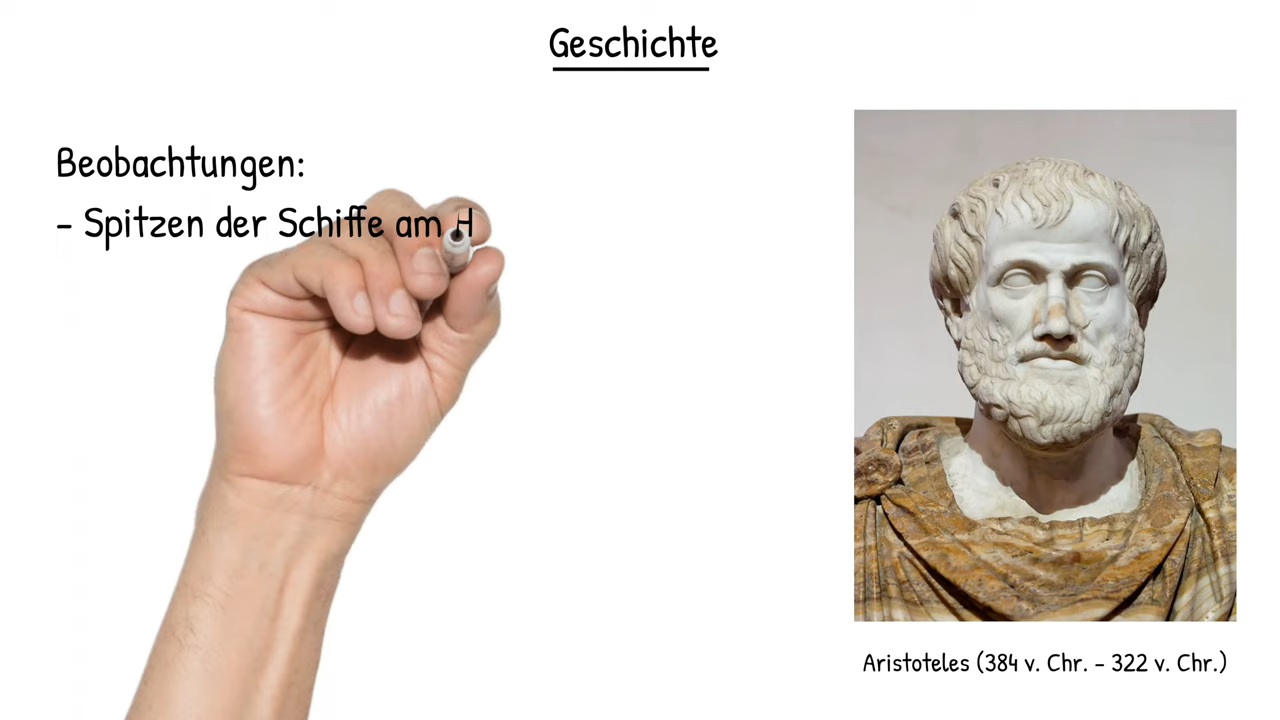 Geschichte
Beobachtungen:
- Spitzen der Schiffe am H
Aristoteles (384 v. Chr. - 322 v. Chr.)